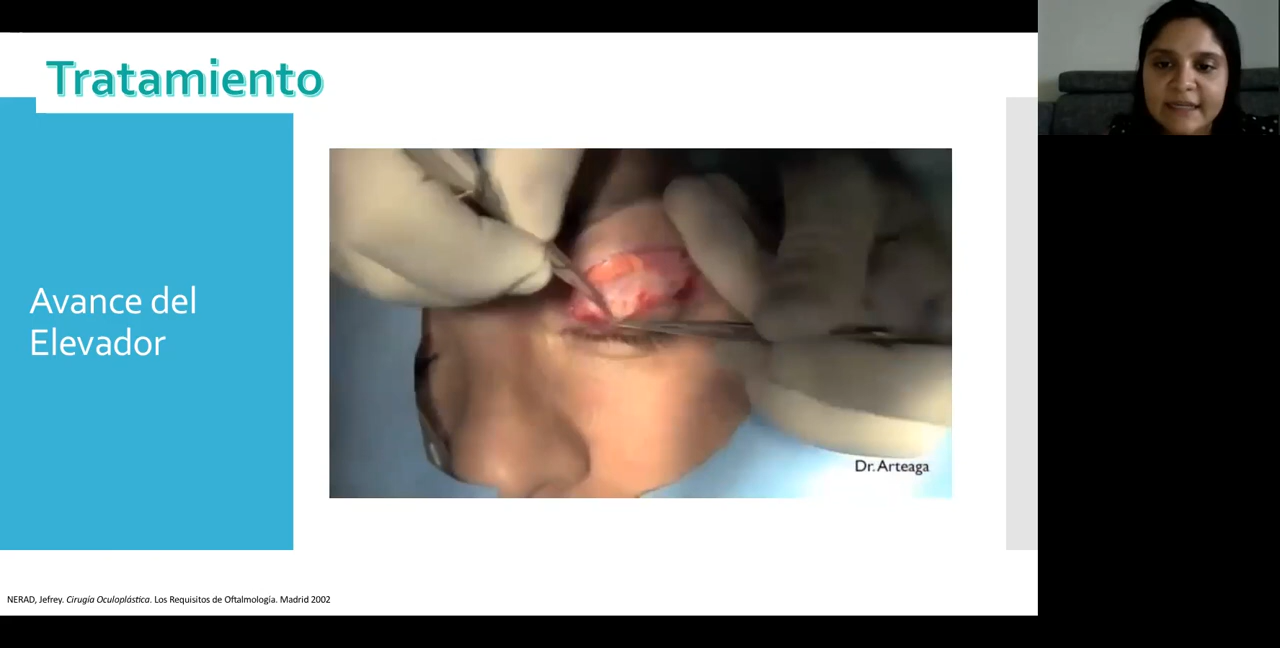 Tratamiento
Avance del
Elevador
Dr. Arteaga
NERAD, Jefrey. Cirugía Oculoplástica. Los Requisitos de Oftalmología. Madrid 2002